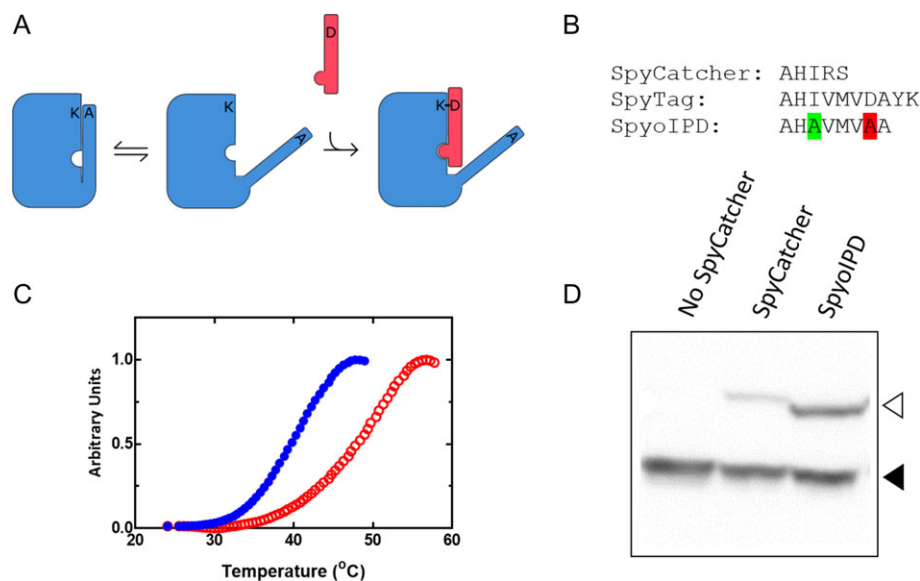 A
D
K A
K
A
K-D
A
B
SpyCatcher: AHIRS
SpyTag: AHIVMVDAYK
SpyoIPD: AHAVMVAA
C
Arbitrary Units
1.0
0.5
0.0
20 30 40 50 60
Temperature (°C)
D
No SpyCatcher
SpyCatcher
SpyoIPD